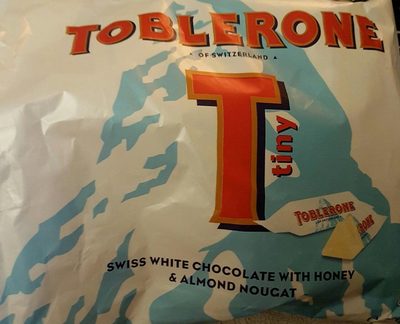 TOBLERONE
OF SWITZERLAND
T
tiny
TOBLERONE
SWISS WHITE CHOCOLATE WITH HONEY
& ALMOND NOUGAT